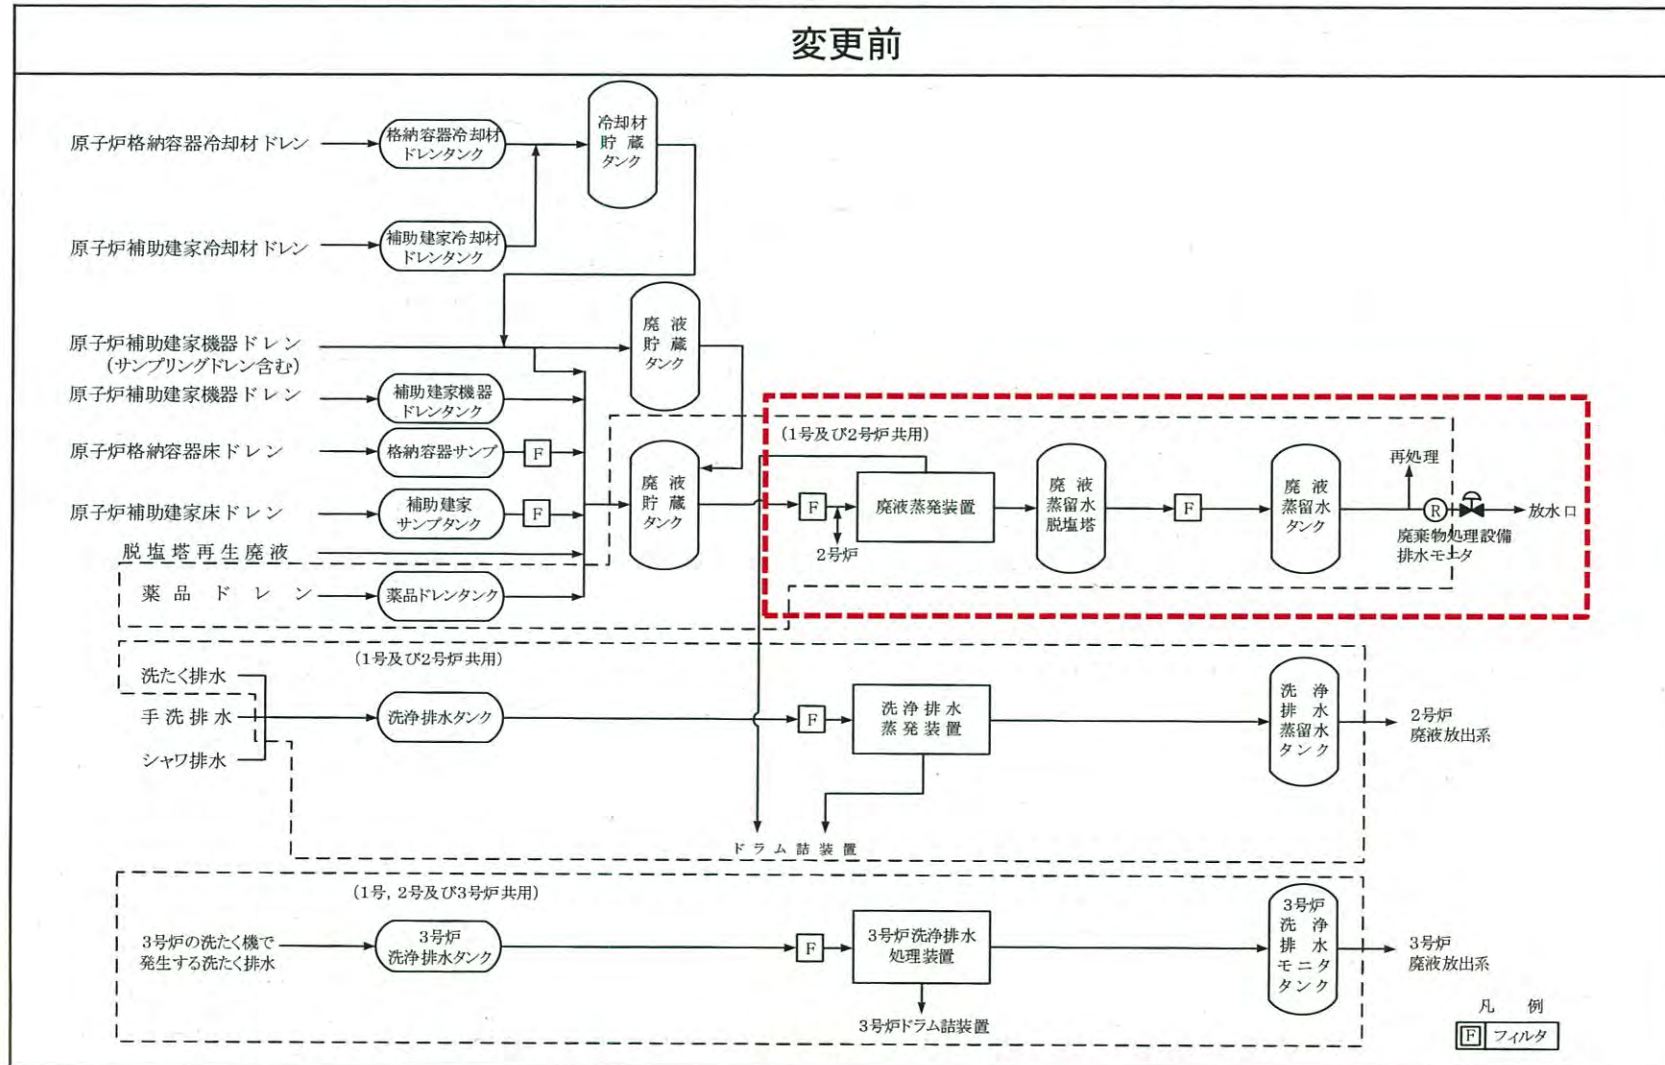 変更前
原子炉格納容器冷却材ドレン
格納容器冷却材
ドレンタンク
冷却材
貯蔵
タンク
原子炉補助建家冷却材ドレン
補助建家冷却材
ドレンタンク
原子炉補助建家機器ドレン
(サンプリングドレン含む)
廃液
貯蔵
タンク
原子炉補助建家機器ドレン
補助建家機器
ドレンタンク
原子炉格納容器床ドレン
格納容器サンプ
F
原子炉補助建家床ドレン
補助建家
サンプタンク
F
脱塩塔再生廃液
薬品ドレン
薬品ドレンタンク
廃液
貯蔵
タンク
(1号及び2号炉共用)
F
2号炉
廃液蒸発装置
廃液
蒸留水
脱塩塔
F
廃液
蒸留水
タンク
再処理
R
廃棄物処理設備
排水モニタ
放水口
(1号及び2号炉共用)
洗たく排水
手洗排水
シャワ排水
洗浄排水タンク
F
洗浄排水
蒸発装置
洗浄
排水
蒸留水
タンク
2号炉
廃液放出系
ドラム詰装置
(1号, 2号及び3号炉共用)
3号炉の洗たく機で
発生する洗たく排水
3号炉
洗浄排水タンク
F
3号炉洗浄排水
処理装置
3号炉ドラム詰装置
3号炉
洗浄
排水
モニタ
タンク
3号炉
廃液放出系
凡例
F フィルタ